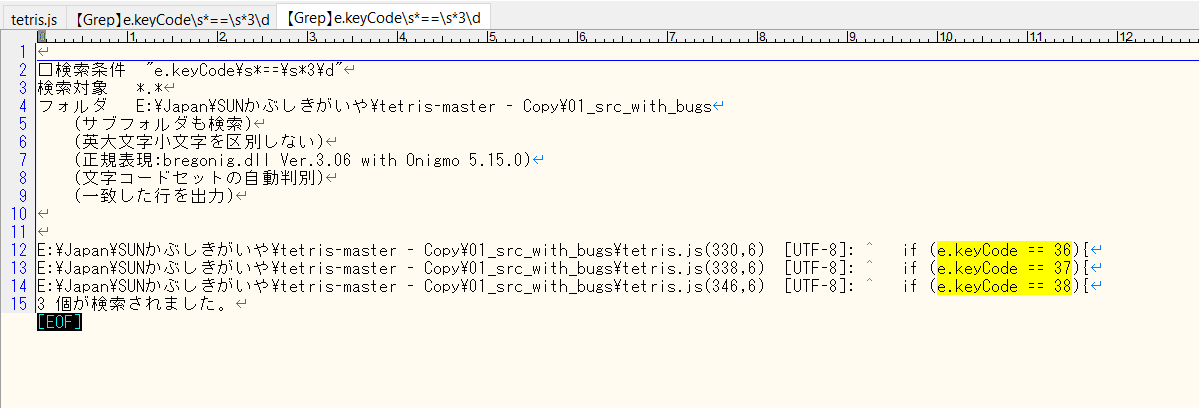 tetris.js 【Grep】e.keyCode\s*==\s*3\d 【Grep】e.keyCode\s*==\s*3\d
0 1 2 3 4 5 6 7 8 9 10 11 12
1
2 □検索条件 "e.keyCode¥s*==¥s*3¥d"
3 検索対象 *.*
4 フォルダ E:¥Japan¥SUNかぶしきがいや¥tetris-master - Copy¥01_src_with_bugs
5 (サブフォルダも検索)
6 (英大文字小文字を区別しない)
7 (正規表現:bregonig.dll Ver.3.06 with Onigmo 5.15.0)
8 (文字コードセットの自動判別)
9 (一致した行を出力)
10
11
12 E:¥Japan¥SUNかぶしきがいや¥tetris-master - Copy¥01_src_with_bugs¥tetris.js(330,6) [UTF-8]: ^ if (e.keyCode == 36){[
13 E:¥Japan¥SUNかぶしきがいや¥tetris-master - Copy¥01_src_with_bugs¥tetris.js(338,6) [UTF-8]: ^ if (e.keyCode == 37){[
14 E:¥Japan¥SUNかぶしきがいや¥tetris-master - Copy¥01_src_with_bugs¥tetris.js(346,6) [UTF-8]: ^ if (e.keyCode == 38){[
15 3 個が検索されました。
[EOF]